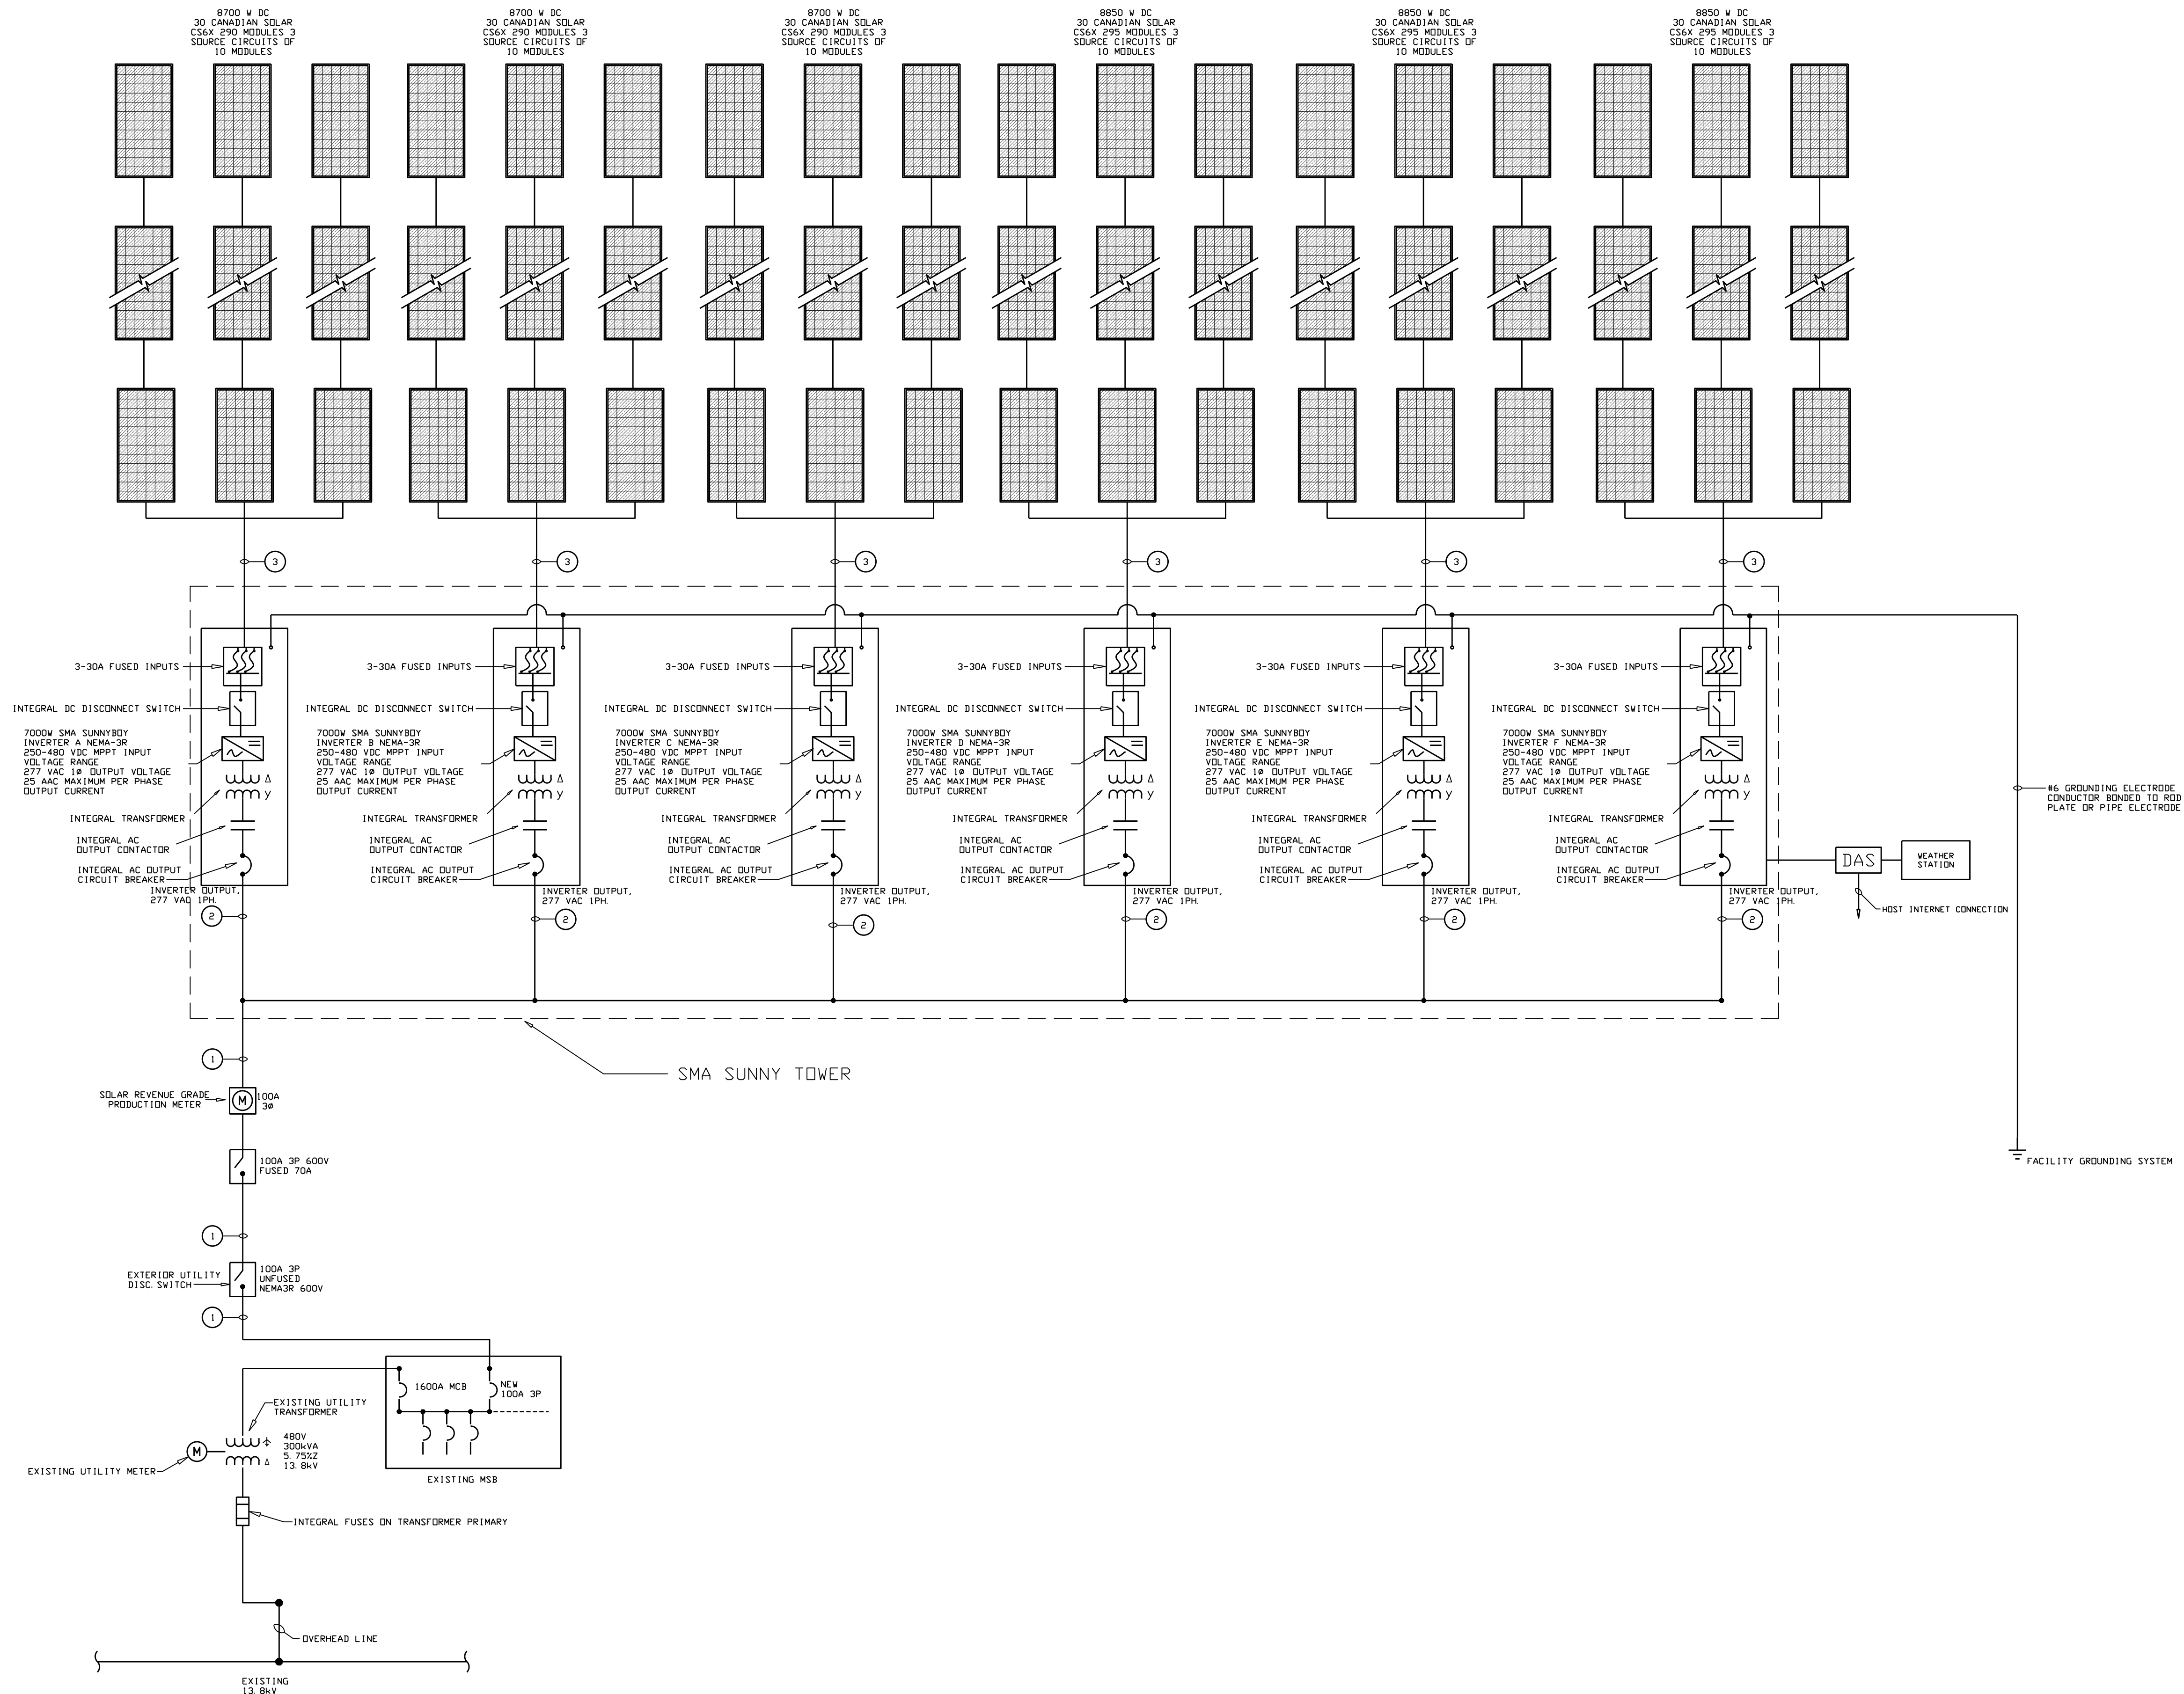 8700 W DC
30 CANADIAN SOLAR
CS6X 290 MODULES 3
SOURCE CIRCUITS OF
10 MODULES
8700 W DC
30 CANADIAN SOLAR
CS6X 290 MODULES 3
SOURCE CIRCUITS OF
10 MODULES
8700 W DC
30 CANADIAN SOLAR
CS6X 290 MODULES 3
SOURCE CIRCUITS OF
10 MODULES
8850 W DC
30 CANADIAN SOLAR
CS6X 295 MODULES 3
SOURCE CIRCUITS OF
10 MODULES
8850 W DC
30 CANADIAN SOLAR
CS6X 295 MODULES 3
SOURCE CIRCUITS OF
10 MODULES
8850 W DC
30 CANADIAN SOLAR
CS6X 295 MODULES 3
SOURCE CIRCUITS OF
10 MODULES
3
3
3
3
3
3
3-30A FUSED INPUTS
INTEGRAL DC DISCONNECT SWITCH
7000W SMA SUNNYBOY
INVERTER A NEMA-3R
250-480 VDC MPPT INPUT
VOLTAGE RANGE
277 VAC 1Ø OUTPUT VOLTAGE
25 AAC MAXIMUM PER PHASE
OUTPUT CURRENT
Δ
y
INTEGRAL TRANSFORMER
INTEGRAL AC
OUTPUT CONTACTOR
INTEGRAL AC OUTPUT
CIRCUIT BREAKER
INVERTER OUTPUT,
277 VAC 1PH.
2
3-30A FUSED INPUTS
INTEGRAL DC DISCONNECT SWITCH
7000W SMA SUNNYBOY
INVERTER B NEMA-3R
250-480 VDC MPPT INPUT
VOLTAGE RANGE
277 VAC 1Ø OUTPUT VOLTAGE
25 AAC MAXIMUM PER PHASE
OUTPUT CURRENT
Δ
y
INTEGRAL TRANSFORMER
INTEGRAL AC
OUTPUT CONTACTOR
INTEGRAL AC OUTPUT
CIRCUIT BREAKER
INVERTER OUTPUT,
277 VAC 1PH.
2
3-30A FUSED INPUTS
INTEGRAL DC DISCONNECT SWITCH
7000W SMA SUNNYBOY
INVERTER C NEMA-3R
250-480 VDC MPPT INPUT
VOLTAGE RANGE
277 VAC 1Ø OUTPUT VOLTAGE
25 AAC MAXIMUM PER PHASE
OUTPUT CURRENT
Δ
y
INTEGRAL TRANSFORMER
INTEGRAL AC
OUTPUT CONTACTOR
INTEGRAL AC OUTPUT
CIRCUIT BREAKER
INVERTER OUTPUT,
277 VAC 1PH.
2
3-30A FUSED INPUTS
INTEGRAL DC DISCONNECT SWITCH
7000W SMA SUNNYBOY
INVERTER D NEMA-3R
250-480 VDC MPPT INPUT
VOLTAGE RANGE
277 VAC 1Ø OUTPUT VOLTAGE
25 AAC MAXIMUM PER PHASE
OUTPUT CURRENT
Δ
y
INTEGRAL TRANSFORMER
INTEGRAL AC
OUTPUT CONTACTOR
INTEGRAL AC OUTPUT
CIRCUIT BREAKER
INVERTER OUTPUT,
277 VAC 1PH.
2
3-30A FUSED INPUTS
INTEGRAL DC DISCONNECT SWITCH
7000W SMA SUNNYBOY
INVERTER E NEMA-3R
250-480 VDC MPPT INPUT
VOLTAGE RANGE
277 VAC 1Ø OUTPUT VOLTAGE
25 AAC MAXIMUM PER PHASE
OUTPUT CURRENT
Δ
y
INTEGRAL TRANSFORMER
INTEGRAL AC
OUTPUT CONTACTOR
INTEGRAL AC OUTPUT
CIRCUIT BREAKER
INVERTER OUTPUT,
277 VAC 1PH.
2
3-30A FUSED INPUTS
INTEGRAL DC DISCONNECT SWITCH
7000W SMA SUNNYBOY
INVERTER F NEMA-3R
250-480 VDC MPPT INPUT
VOLTAGE RANGE
277 VAC 1Ø OUTPUT VOLTAGE
25 AAC MAXIMUM PER PHASE
OUTPUT CURRENT
Δ
y
INTEGRAL TRANSFORMER
INTEGRAL AC
OUTPUT CONTACTOR
INTEGRAL AC OUTPUT
CIRCUIT BREAKER
INVERTER OUTPUT,
277 VAC 1PH.
2
#6 GROUNDING ELECTRODE
CONDUCTOR BONDED TO ROD
PLATE OR PIPE ELECTRODE
DAS
WEATHER
STATION
HOST INTERNET CONNECTION
SMA SUNNY TOWER
1
SOLAR REVENUE GRADE
PRODUCTION METER
M
100A
3Ø
100A 3P 600V
FUSED 70A
FACILITY GROUNDING SYSTEM
1
EXTERIOR UTILITY
DISC. SWITCH
100A 3P
UNFUSED
NEMA3R 600V
1
1600A MCB
NEW
100A 3P
EXISTING MSB
EXISTING UTILITY
TRANSFORMER
480V
300kVA
5.75%Z
13.8kV
Δ
M
EXISTING UTILITY METER
INTEGRAL FUSES ON TRANSFORMER PRIMARY
OVERHEAD LINE
EXISTING
13.8kV